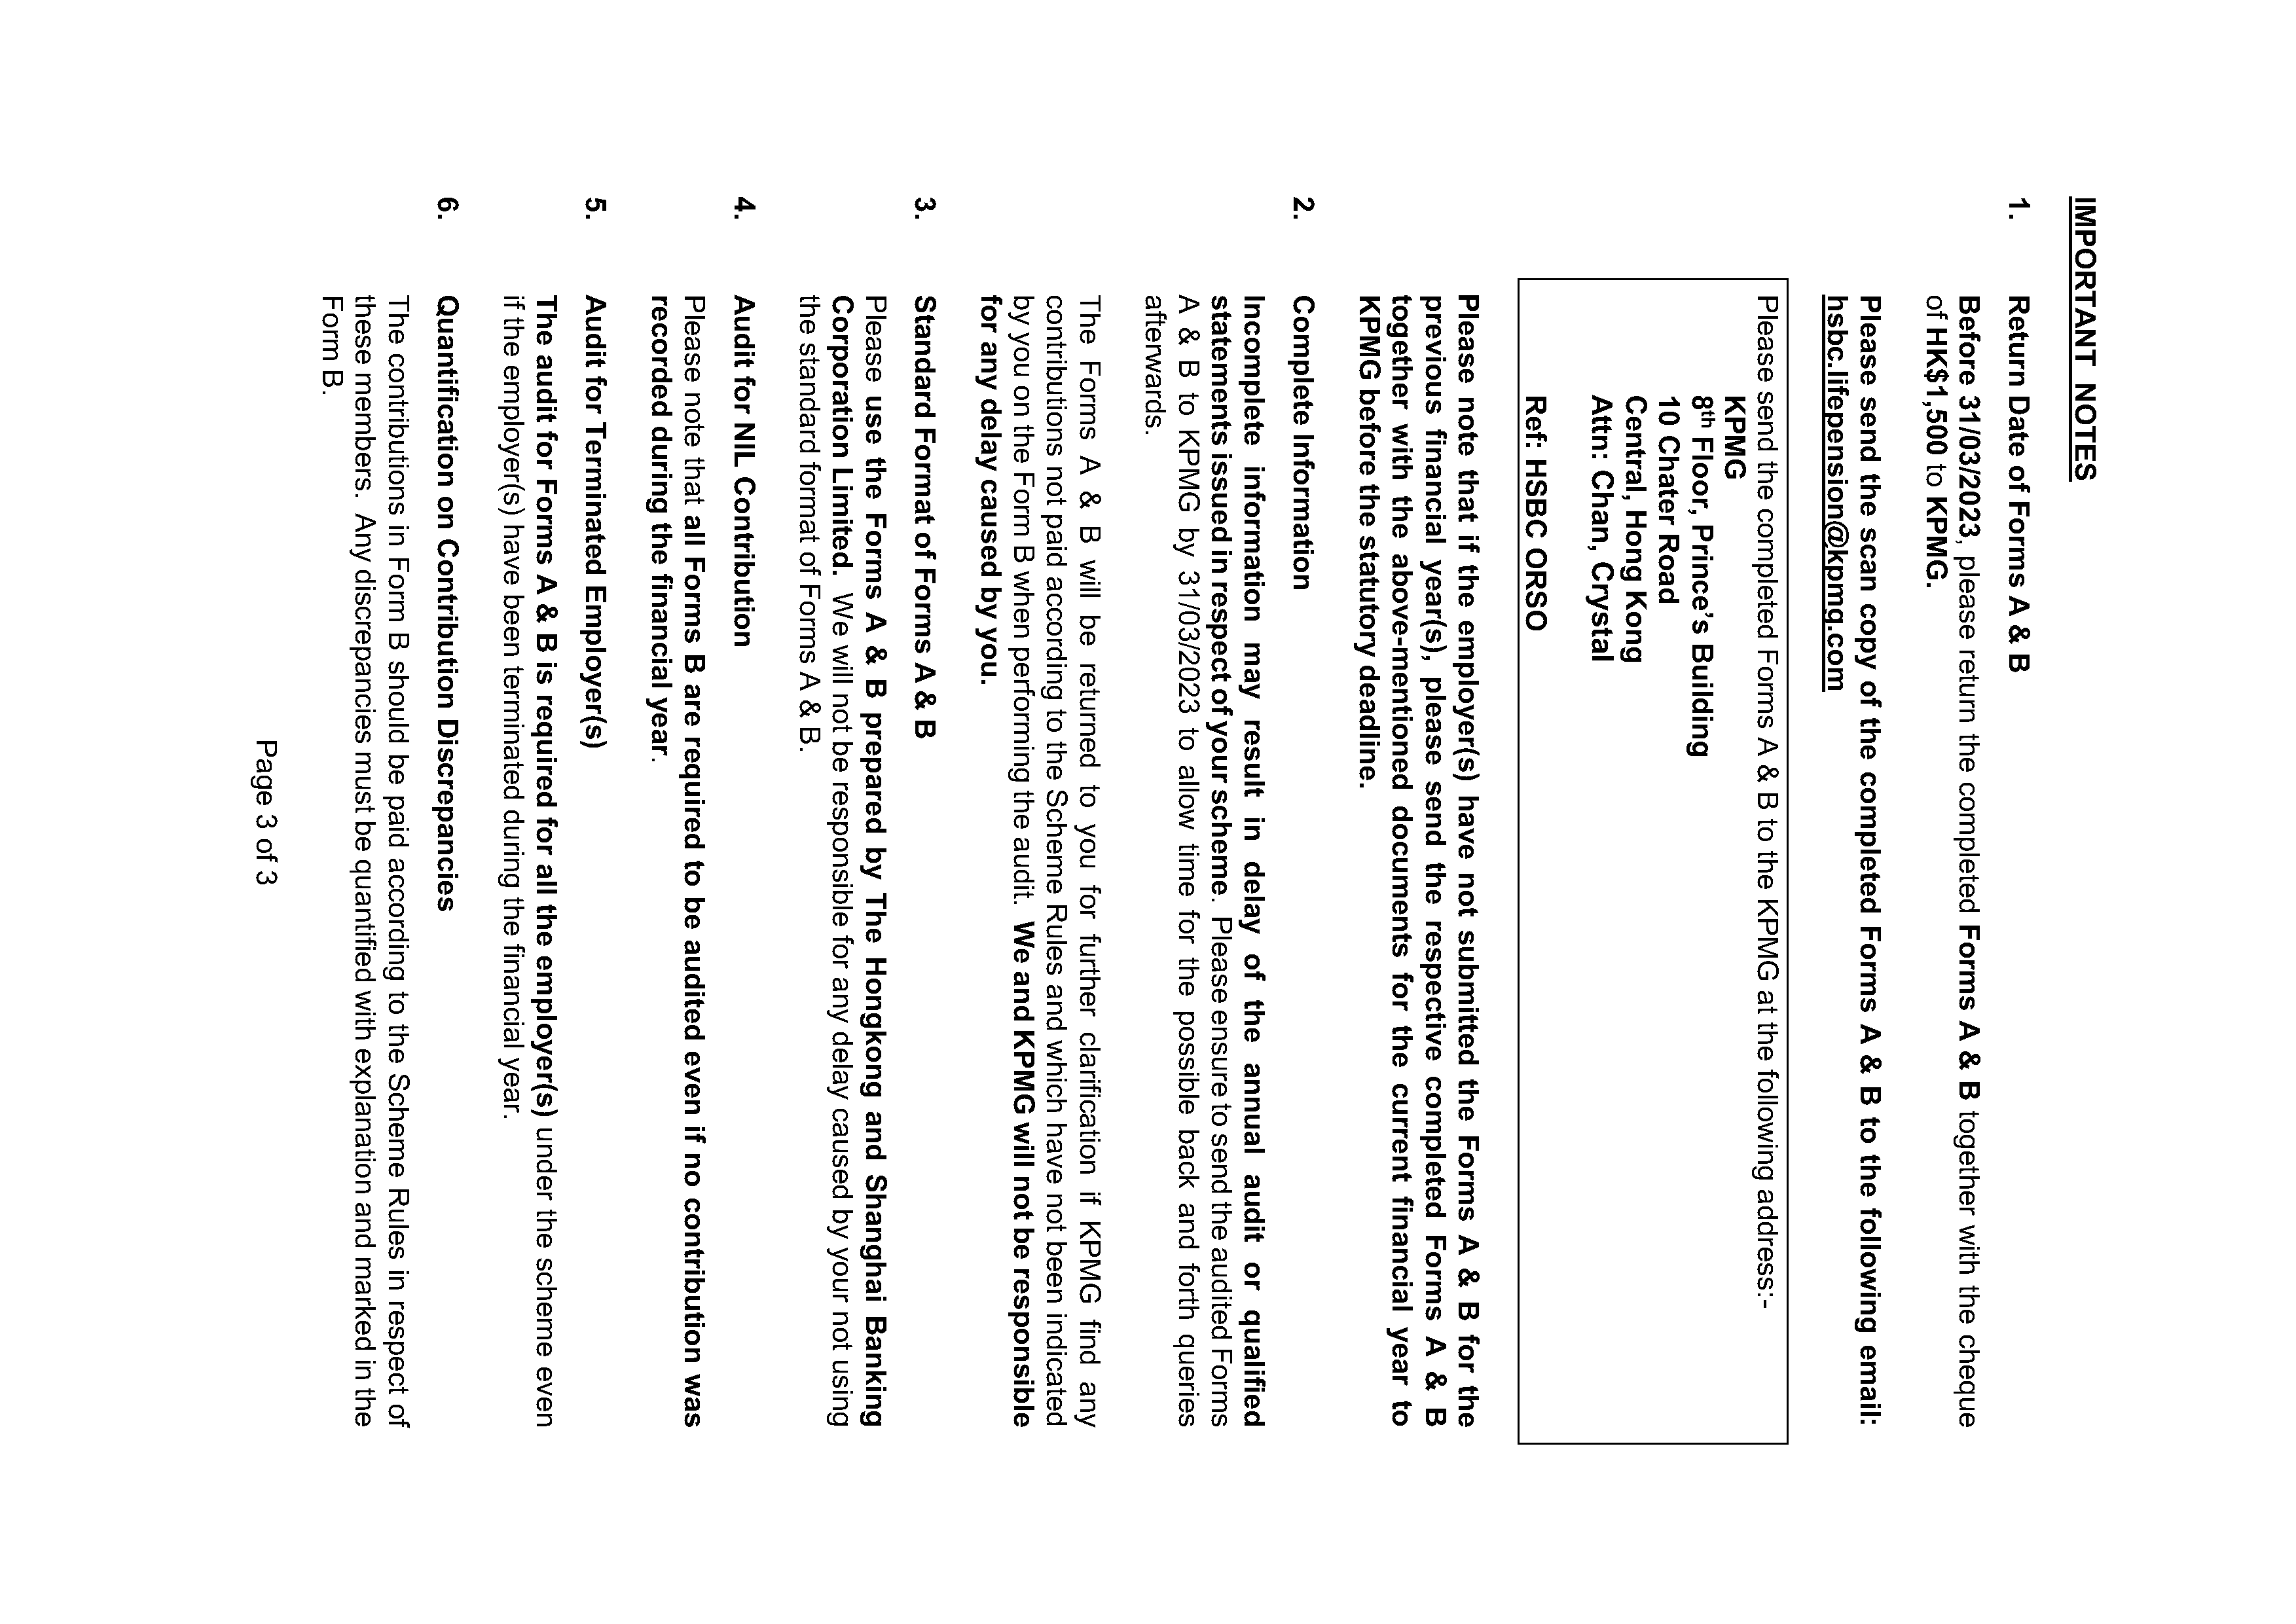 IMPORTANT NOTES
1. Return Date of Forms A & B
Before 31/03/2023, please return the completed Forms A & B together with the cheque
of HK$1,500 to KPMG.
Please send the scan copy of the completed Forms A & B to the following email:
hsbc.lifepension@kpmg.com
Please send the completed Forms A & B to the KPMG at the following address:-
KPMG
8th Floor, Prince's Building
10 Chater Road
Central, Hong Kong
Attn: Chan, Crystal
Ref: HSBC ORSO
Please note that if the employer(s) have not submitted the Forms A & B for the
previous financial year(s), please send the respective completed Forms A & B
together with the above-mentioned documents for the current financial year to
KPMG before the statutory deadline.
2. Complete Information
Incomplete information may result in delay of the annual audit or qualified
statements issued in respect of your scheme. Please ensure to send the audited Forms
A & B to KPMG by 31/03/2023 to allow time for the possible back and forth queries
afterwards.
The Forms A & B will be returned to you for further clarification if KPMG find any
contributions not paid according to the Scheme Rules and which have not been indicated
by you on the Form B when performing the audit. We and KPMG will not be responsible
for any delay caused by you.
3. Standard Format of Forms A & B
Please use the Forms A & B prepared by The Hongkong and Shanghai Banking
Corporation Limited. We will not be responsible for any delay caused by your not using
the standard format of Forms A & B.
4. Audit for NIL Contribution
Please note that all Forms B are required to be audited even if no contribution was
recorded during the financial year.
5. Audit for Terminated Employer(s)
The audit for Forms A & B is required for all the employer(s) under the scheme even
if the employer(s) have been terminated during the financial year.
6. Quantification on Contribution Discrepancies
The contributions in Form B should be paid according to the Scheme Rules in respect of
these members. Any discrepancies must be quantified with explanation and marked in the
Form B.
Page 3 of 3